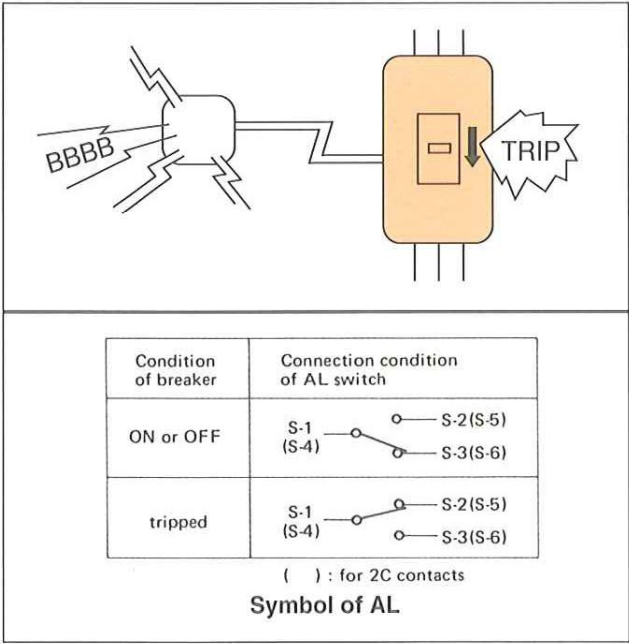 BBBB
TRIP
Condition
of breaker
Connection condition
of AL switch
ON or OFF
S-1
(S-4)
S-2(S-5)
S-3(S-6)
tripped
S-1
(S-4)
S-2(S-5)
S-3(S-6)
(   ) : for 2C contacts
Symbol of AL